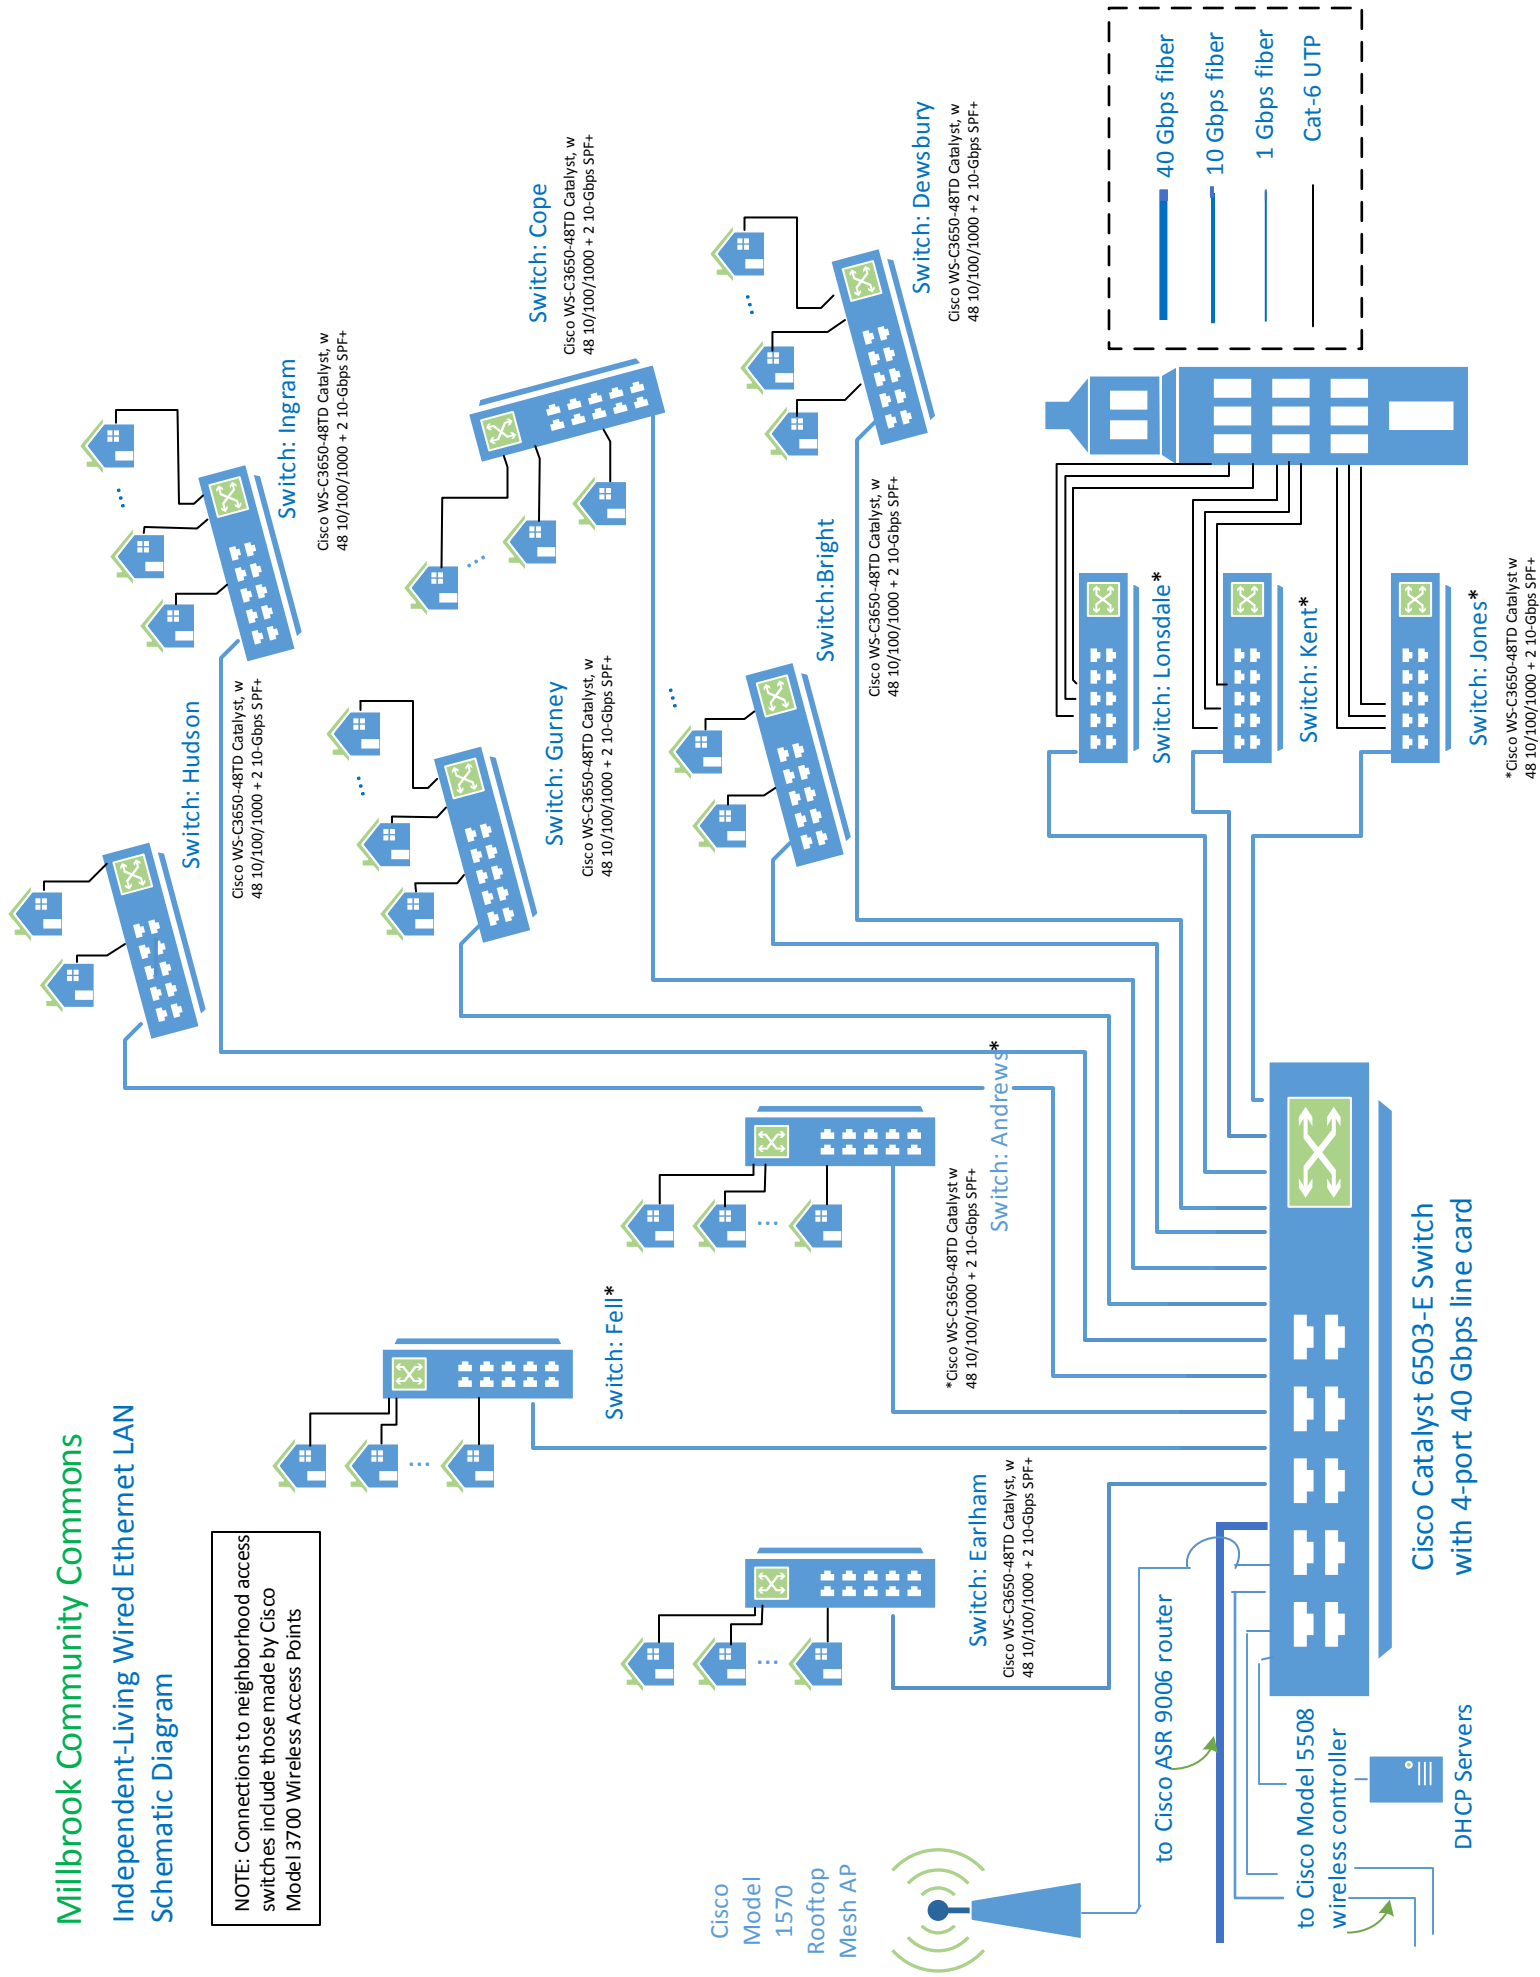 Millbrook Community Commons
Independent-Living Wired Ethernet LAN
Schematic Diagram
NOTE: Connections to neighborhood access
switches include those made by Cisco
Model 3700 Wireless Access Points
Switch: Hudson
Cisco WS-C3650-48TD Catalyst, w
48 10/100/1000 + 2 10-Gbps SPF+
Switch: Ingram
Cisco WS-C3650-48TD Catalyst, w
48 10/100/1000 + 2 10-Gbps SPF+
Switch: Gurney
Cisco WS-C3650-48TD Catalyst, w
48 10/100/1000 + 2 10-Gbps SPF+
Switch: Cope
Cisco WS-C3650-48TD Catalyst, w
48 10/100/1000 + 2 10-Gbps SPF+
Switch: Fell*
Switch:Bright
Cisco WS-C3650-48TD Catalyst, w
48 10/100/1000 + 2 10-Gbps SPF+
Switch: Dewsbury
Cisco WS-C3650-48TD Catalyst, w
48 10/100/1000 + 2 10-Gbps SPF+
*Cisco WS-C3650-48TD Catalyst w
48 10/100/1000 + 2 10-Gbps SPF+
Switch: Andrews*
Switch: Earlham
Cisco WS-C3650-48TD Catalyst, w
48 10/100/1000 + 2 10-Gbps SPF+
Cisco
Model
1570
Rooftop
Mesh AP
to Cisco ASR 9006 router
to Cisco Model 5508
wireless controller
DHCP Servers
Cisco Catalyst 6503-E Switch
with 4-port 40 Gbps line card
Switch: Lonsdale*
Switch: Kent*
Switch: Jones*
*Cisco WS-C3650-48TD Catalyst w
48 10/100/1000 + 2 10-Gbps SPF+
40 Gbps fiber
10 Gbps fiber
1 Gbps fiber
Cat-6 UTP